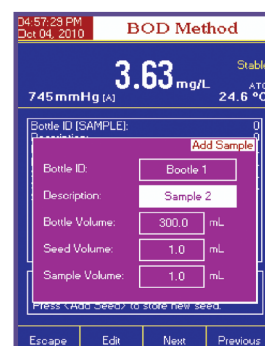 04:57:29 PM
Oct 04, 2010
BOD Method
3.63 mg/L
Stable
745 mmHg [A]
ATC
24.6 ºC
Bottle ID [SAMPLE]: 0
Add Sample
Bottle ID: Bootle 1
Description: Sample 2
Bottle Volume: 300.0 mL
Seed Volume: 1.0 mL
Sample Volume: 1.0 mL
Press <Add Seed> to store new seed.
Escape Edit Next Previous